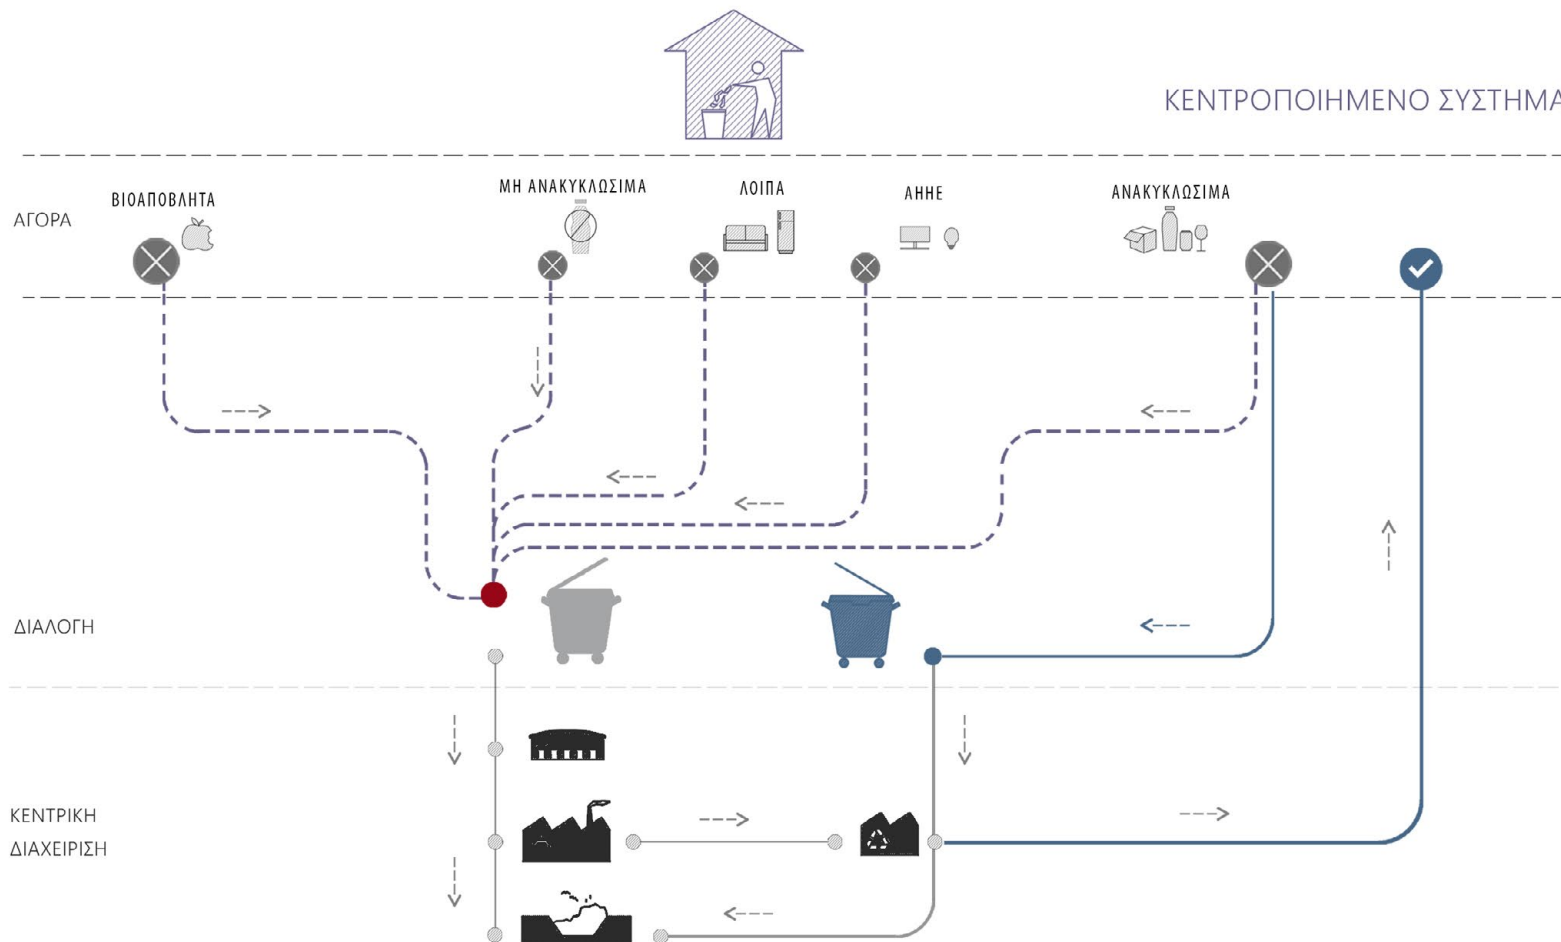 ΚΕΝΤΡΟΠΟΙΗΜΕΝΟ ΣΥΣΤΗΜΑ
ΑΓΟΡΑ
ΒΙΟΑΠΟΒΛΗΤΑ
ΜΗ ΑΝΑΚΥΚΛΩΣΙΜΑ
ΛΟΙΠΑ
ΑΗΗΕ
ΑΝΑΚΥΚΛΩΣΙΜΑ
ΔΙΑΛΟΓΗ
ΚΕΝΤΡΙΚΗ
ΔΙΑΧΕΙΡΙΣΗ